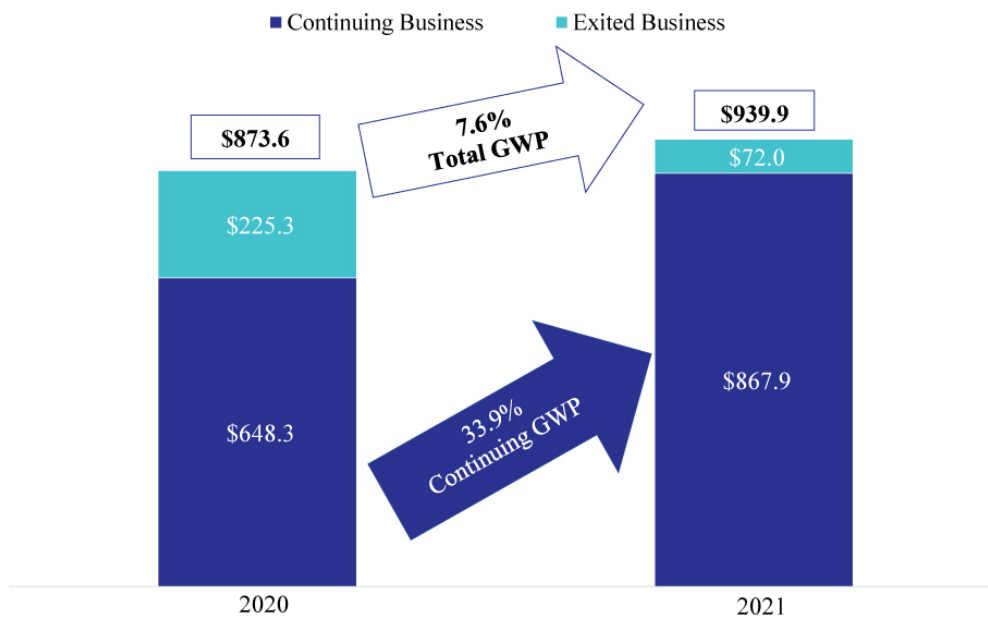 Continuing Business
Exited Business
$873.6
7.6%
Total GWP
$939.9
$225.3
$72.0
$648.3
33.9%
Continuing GWP
$867.9
2020
2021